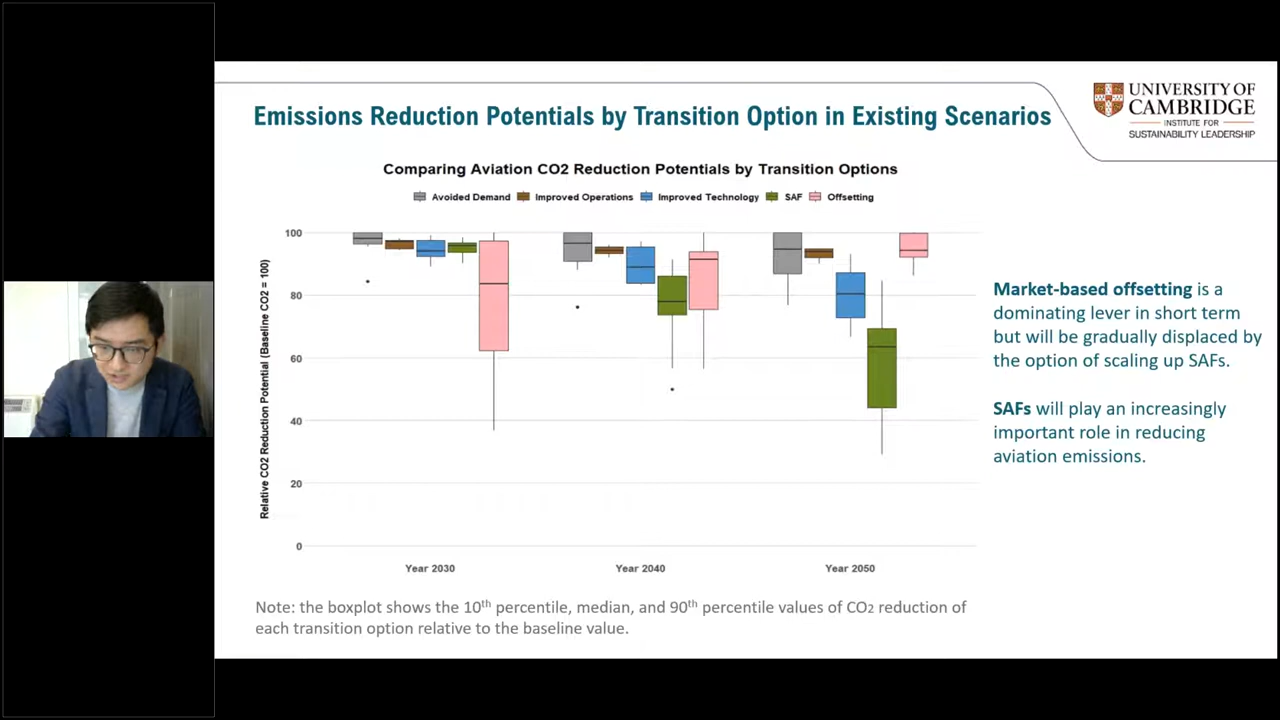 Emissions Reduction Potentials by Transition Option in Existing Scenarios
UNIVERSITY OF
CAMBRIDGE
INSTITUTE FOR
SUSTAINABILITY LEADERSHIP
Comparing Aviation CO2 Reduction Potentials by Transition Options
Avoided Demand Improved Operations Improved Technology SAF Offsetting
Relative CO2 Reduction Potential (Baseline CO2 = 100)
100
80
60
40
20
0
Year 2030 Year 2040 Year 2050
Market-based offsetting is a
dominating lever in short term
but will be gradually displaced by
the option of scaling up SAFs.
SAFs will play an increasingly
important role in reducing
aviation emissions.
Note: the boxplot shows the 10th percentile, median, and 90th percentile values of CO2 reduction of
each transition option relative to the baseline value.